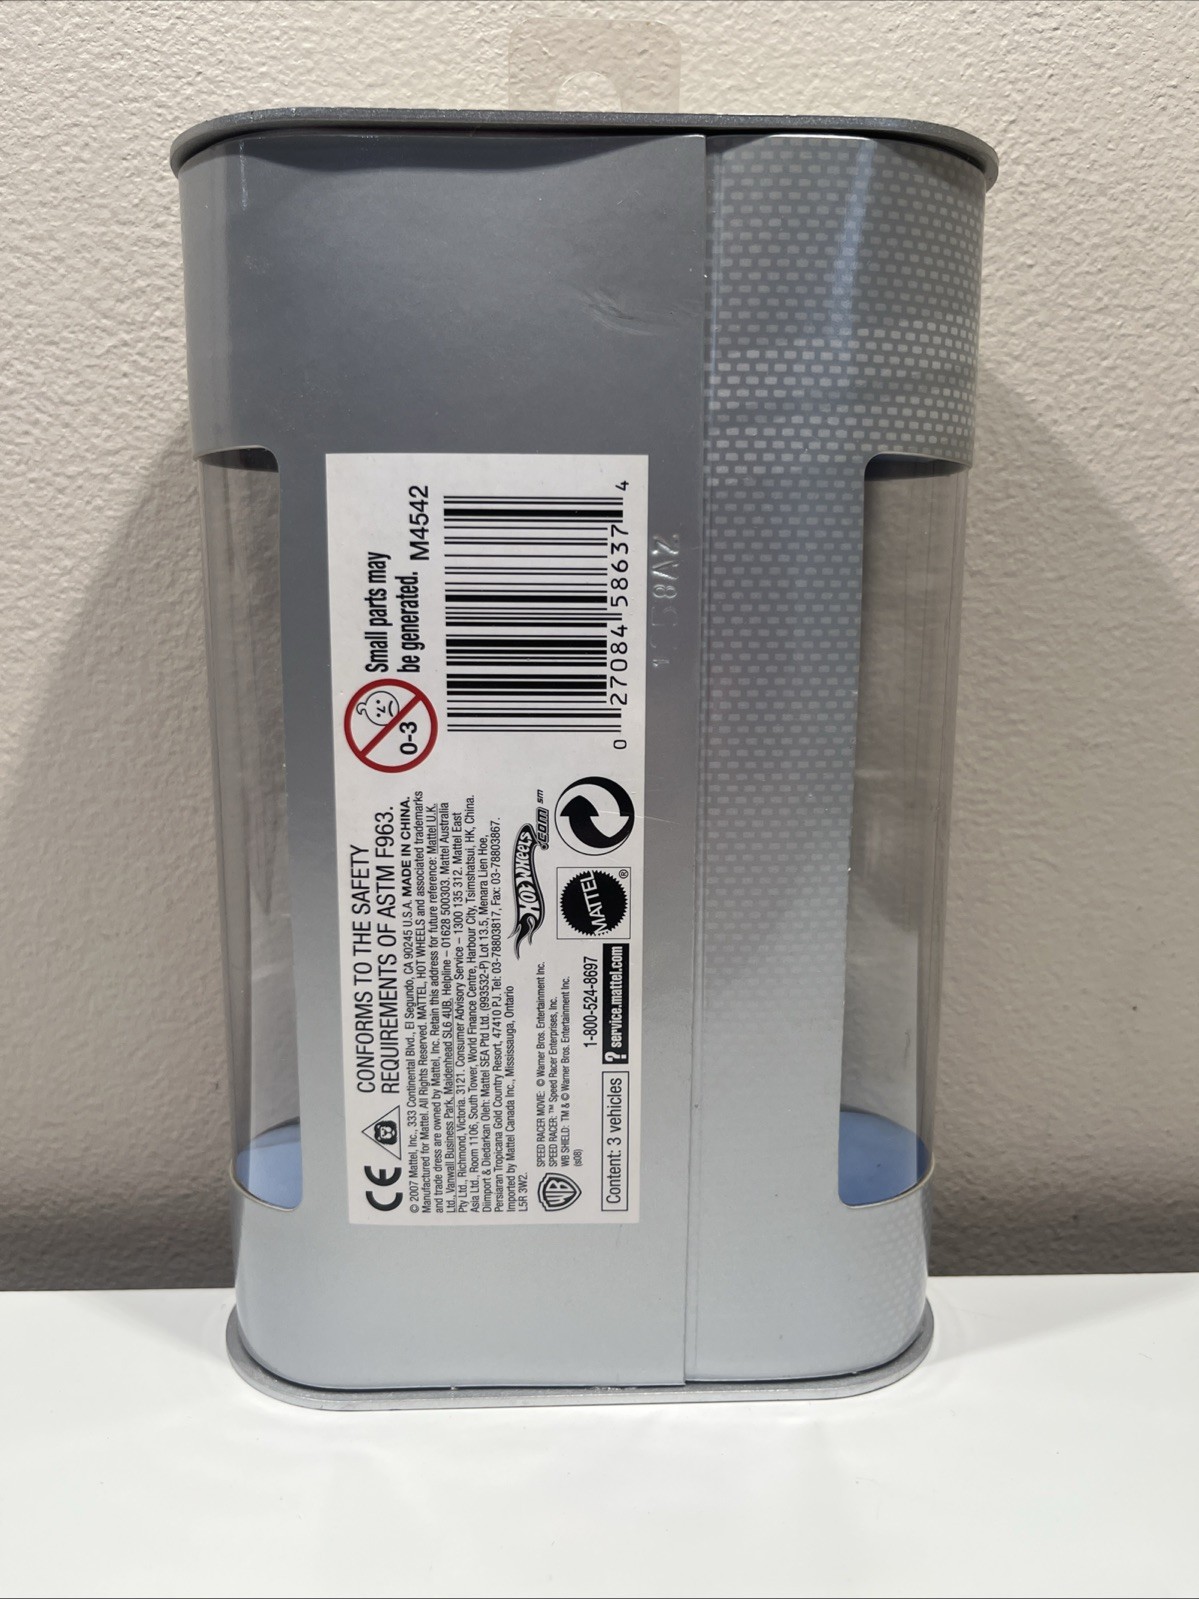 CE
CONFORMS TO THE SAFETY
REQUIREMENTS OF ASTM F963.
© 2007 Mattel, Inc., 333 Continental Blvd., El Segundo, CA 90245 U.S.A. MADE IN CHINA.
Manufactured for Mattel. All Rights Reserved. MATTEL, HOT WHEELS and associated trademarks
and trade dress are owned by Mattel, Inc. Retain this address for future reference: Mattel U.K.
Ltd., Vanwall Business Park, Maidenhead SL6 4UB. Helpline – 01628 500303. Mattel Australia
Pty Ltd., Richmond, Victoria. 3121. Consumer Advisory Service – 1300 135 312. Mattel East
Asia Ltd., Room 1106, South Tower, World Finance Centre, Harbour City, Tsimshatsui, HK, China.
Diimport & Diedarkan Oleh: Mattel SEA Ptd Ltd. (993532-P) Lot 13.5, Menara Lien Hoe,
Persiaran Tropicana Gold Country Resort, 47410 PJ. Tel: 03-78803817, Fax: 03-78803867.
Imported by Mattel Canada Inc., Mississauga, Ontario
L5R 3W2.
SPEED RACER MOVIE: © Warner Bros. Entertainment Inc.
SPEED RACER: ™ Speed Racer Enterprises, Inc.
WB SHIELD: TM & © Warner Bros. Entertainment Inc.
(s08)
WB
Content: 3 vehicles
1-800-524-8697
? service.mattel.com
HOT WHEELS
.com sm
MATTEL
®
0-3
Small parts may
be generated.
M4542
0 27084 58637 4